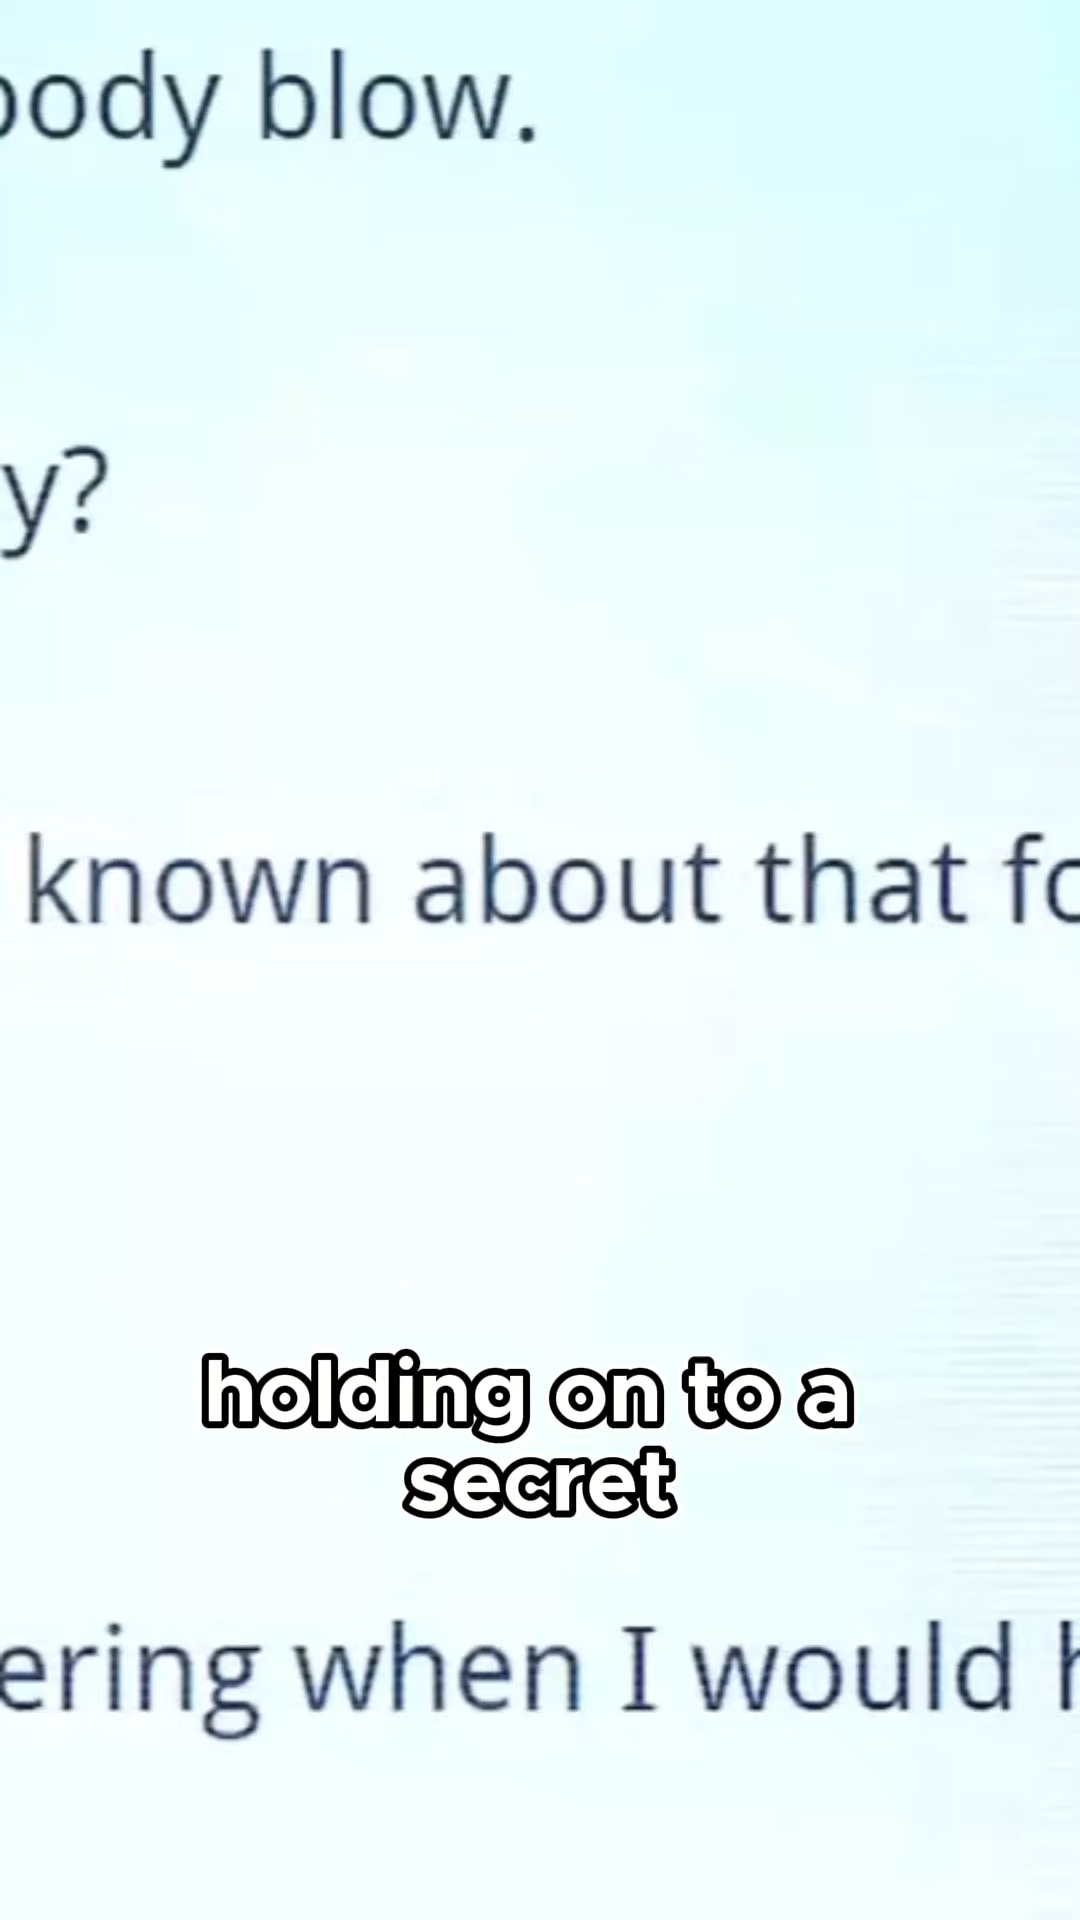 body blow.
y?
known about that fo
holding on to a
secret
ering when I would h